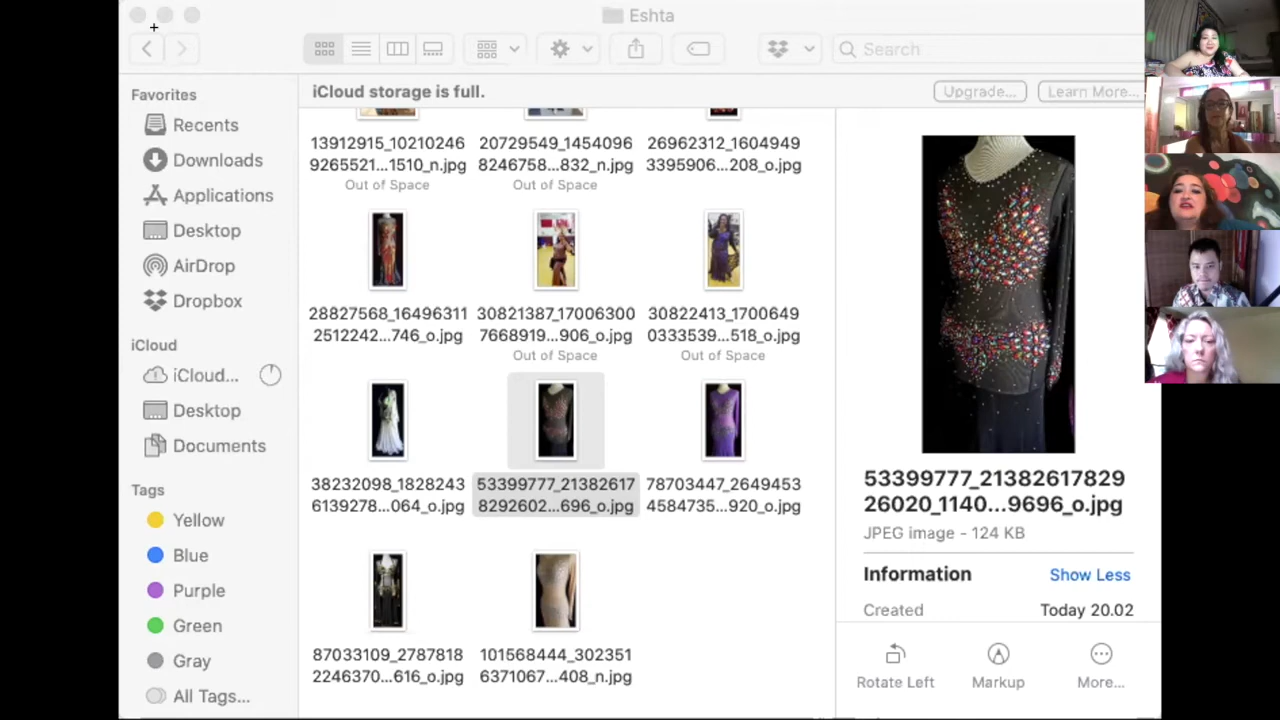 Eshta
Search
Favorites
iCloud storage is full.
Upgrade...
Learn More...
Recents
Downloads
Applications
Desktop
AirDrop
Dropbox
iCloud
iCloud...
Desktop
Documents
Tags
Yellow
Blue
Purple
Green
Gray
All Tags...
13912915_10210246
9265521...1510_n.jpg
Out of Space
20729549_1454096
8246758...832_n.jpg
Out of Space
26962312_1604949
3395906...208_o.jpg
28827568_16496311
2512242...746_o.jpg
30821387_17006300
7668919...906_o.jpg
Out of Space
30822413_1700649
0333539...518_o.jpg
Out of Space
38232098_1828243
6139278...064_o.jpg
53399777_21382617
8292602...696_o.jpg
78703447_2649453
4584735...920_o.jpg
87033109_2787818
2246370...616_o.jpg
101568444_302351
6371067...408_n.jpg
53399777_2138261​7829
26020_1140...9696_o.jpg
JPEG image - 124 KB
Information
Show Less
Created
Today 20.02
Rotate Left
Markup
More...